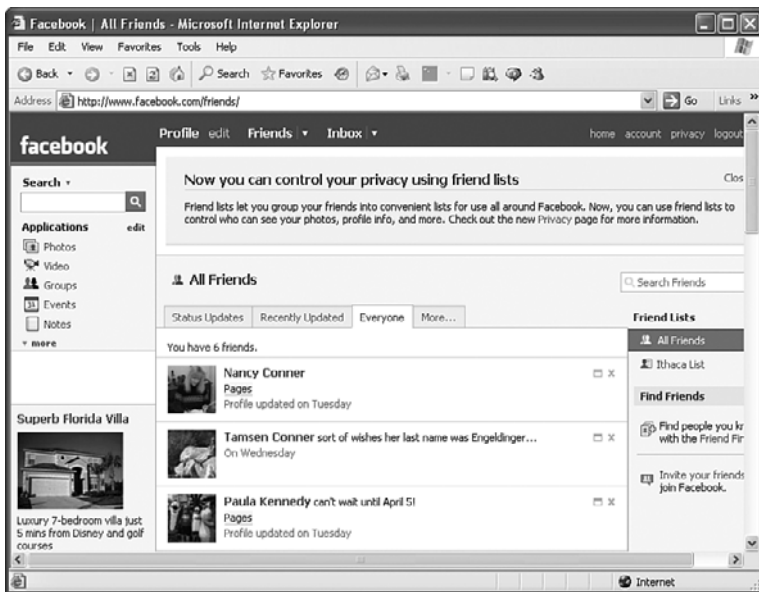 Facebook | All Friends - Microsoft Internet Explorer
File Edit View Favorites Tools Help
Back Search Favorites
Address http://www.facebook.com/friends/ Go Links »
facebook
Profile edit Friends Inbox
home account privacy logout
Search
Applications edit
Photos
Video
Groups
31 Events
Notes
more
Superb Florida Villa
Luxury 7-bedroom villa just
5 mins from Disney and golf
courses
Now you can control your privacy using friend lists
Clos
Friend lists let you group your friends into convenient lists for use all around Facebook. Now, you can use friend lists to
control who can see your photos, profile info, and more. Check out the new Privacy page for more information.
All Friends
Search Friends
Status Updates Recently Updated Everyone More...
You have 6 friends.
Nancy Conner
Pages
Profile updated on Tuesday
Tamsen Conner sort of wishes her last name was Engeldinger...
On Wednesday
Paula Kennedy can't wait until April 5!
Pages
Profile updated on Tuesday
Friend Lists
All Friends
Ithaca List
Find Friends
Find people you kr
with the Friend Fir
Invite your friends
join Facebook.
Internet